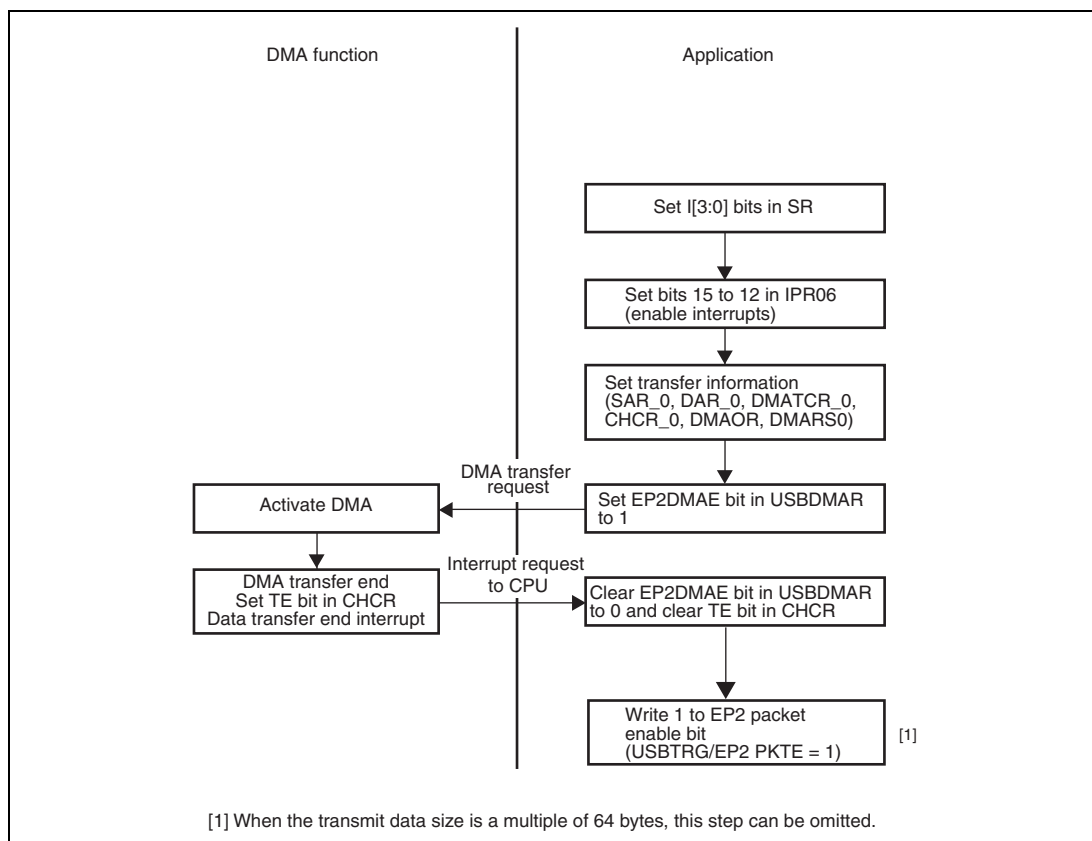 DMA function
Application
Set I[3:0] bits in SR
Set bits 15 to 12 in IPR06
(enable interrupts)
Set transfer information
(SAR_0, DAR_0, DMATCR_0,
CHCR_0, DMAOR, DMARS0)
DMA transfer
request
Activate DMA
Set EP2DMAE bit in USBDMAR
to 1
Interrupt request
to CPU
DMA transfer end
Set TE bit in CHCR
Data transfer end interrupt
Clear EP2DMAE bit in USBDMAR
to 0 and clear TE bit in CHCR
Write 1 to EP2 packet
enable bit
(USBTRG/EP2 PKTE = 1)
[1]
[1] When the transmit data size is a multiple of 64 bytes, this step can be omitted.